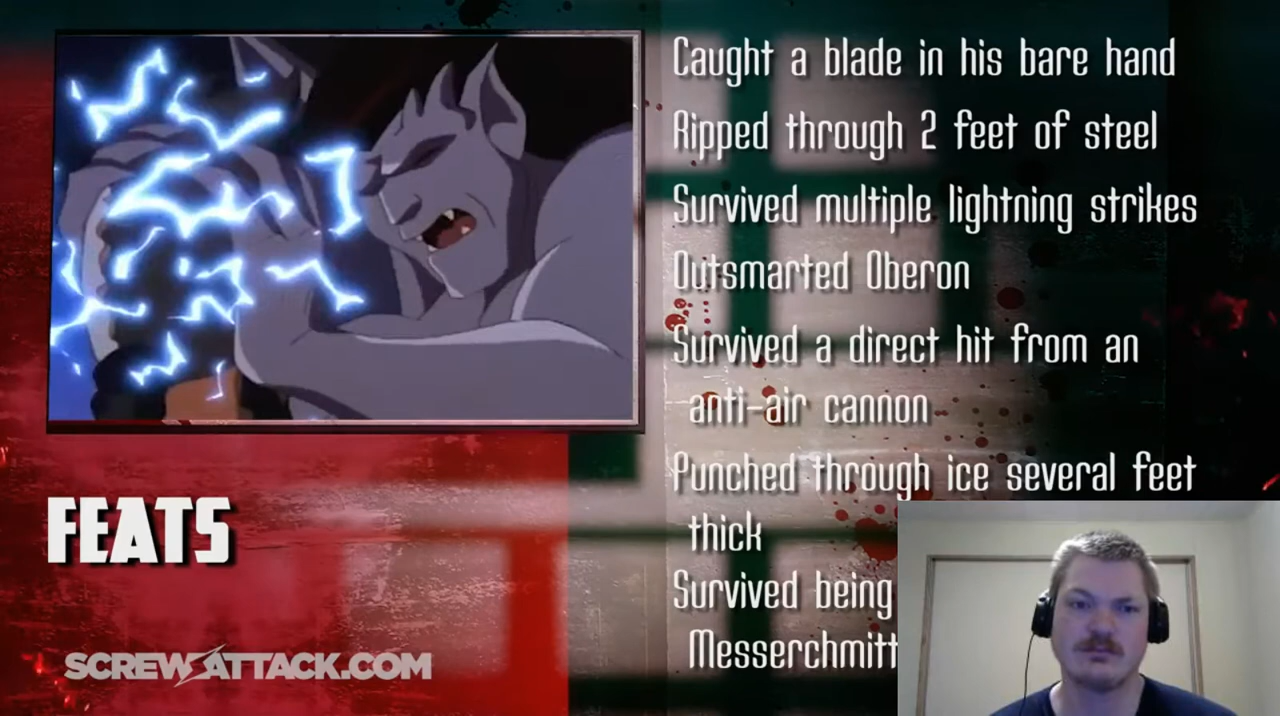 Caught a blade in his bare hand
Ripped through 2 feet of steel
Survived multiple lightning strikes
Outsmarted Oberon
Survived a direct hit from an
anti-air cannon
Punched through ice several feet
thick
Survived being
Messerchmitt
FEATS
SCREWATTACK.COM